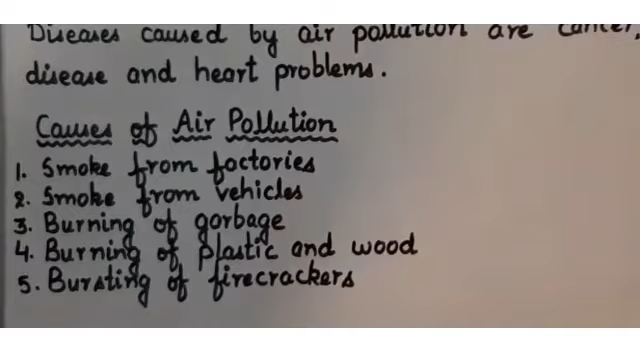 Diseases caused by air pollution are cancer,
disease and heart problems.
Causes of Air Pollution
1. Smoke from factories
2. Smoke from vehicles
3. Burning of garbage
4. Burning of plastic and wood
5. Bursting of firecrackers